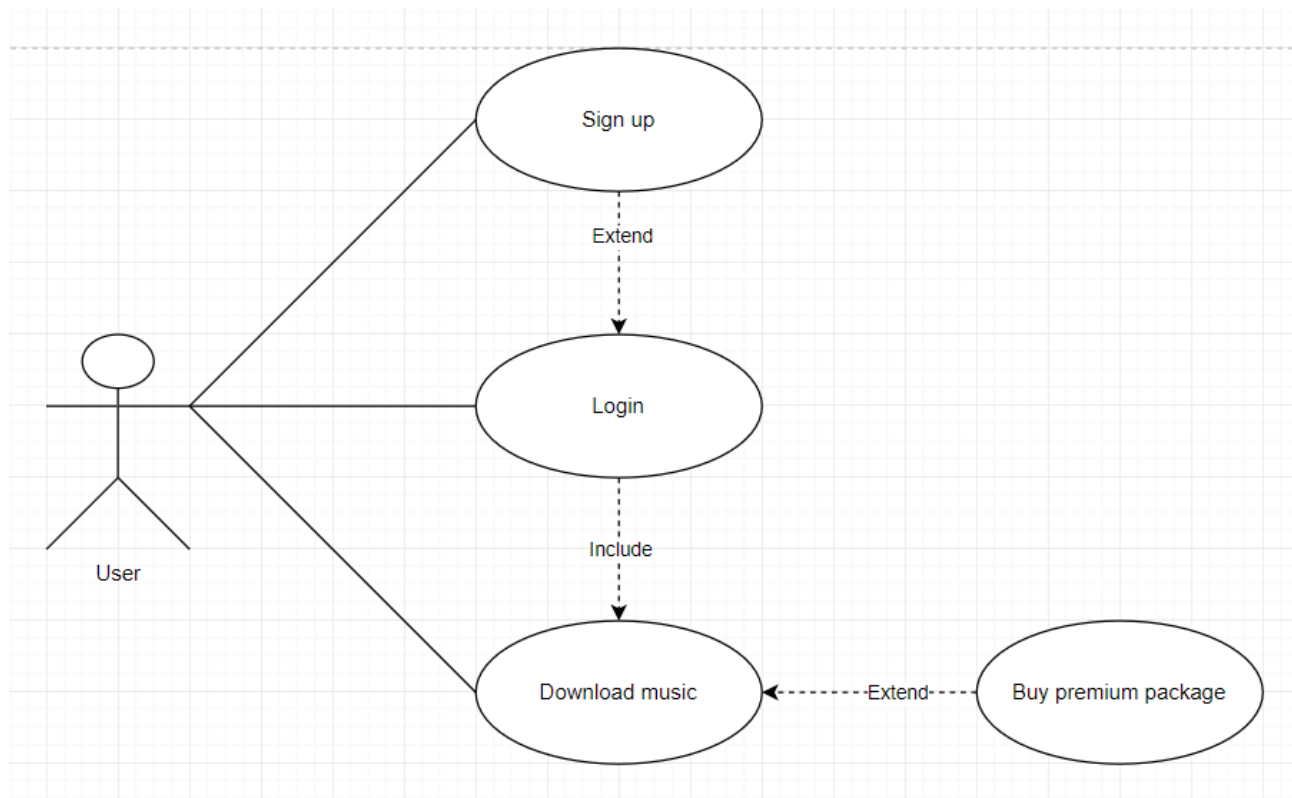 Sign up
Extend
Login
User
Include
Download music
Extend
Buy premium package